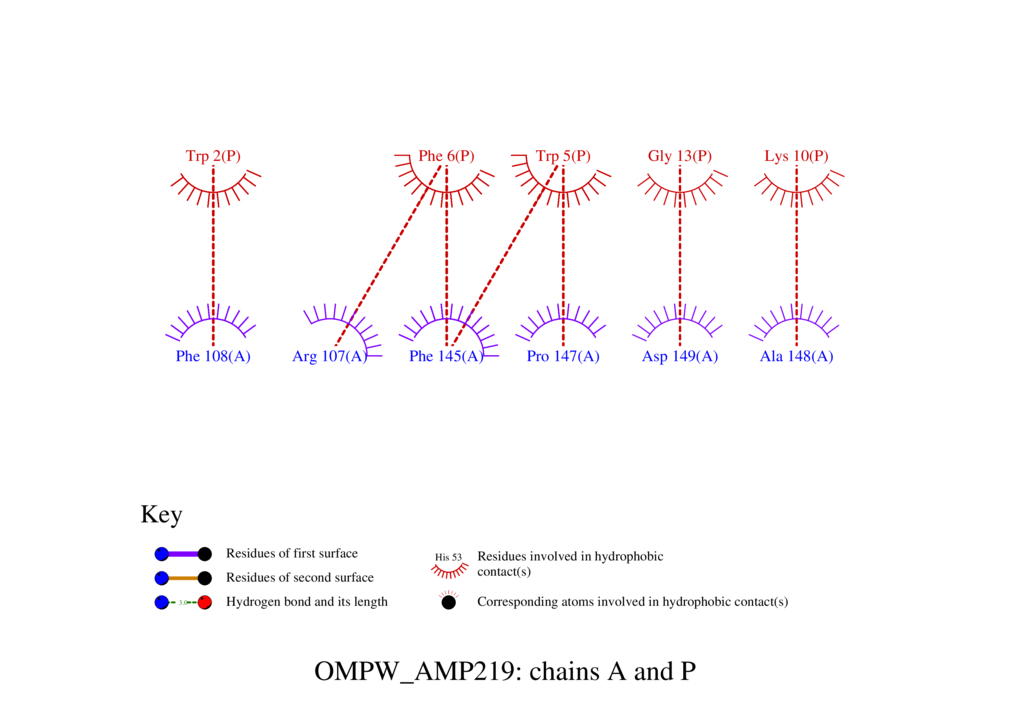 Trp 2(P) Phe 6(P) Trp 5(P) Gly 13(P) Lys 10(P)
Phe 108(A) Arg 107(A) Phe 145(A) Pro 147(A) Asp 149(A) Ala 148(A)
Key
Residues of first surface
Residues of second surface
3.0
Hydrogen bond and its length
His 53
Residues involved in hydrophobic
contact(s)
Corresponding atoms involved in hydrophobic contact(s)
OMPW_AMP219: chains A and P